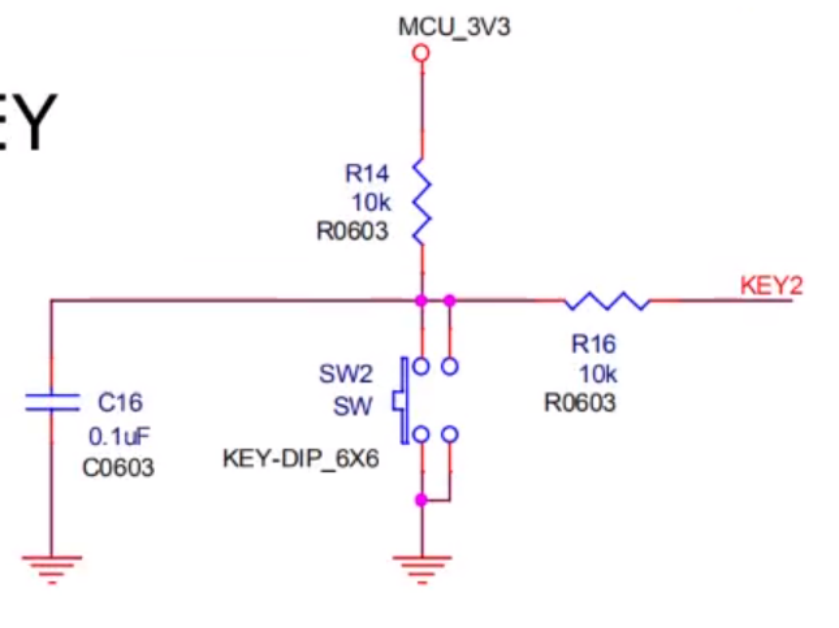 MCU_3V3
EY
R14
10k
R0603
KEY2
R16
10k
R0603
SW2
SW
KEY-DIP_6X6
C16
0.1uF
C0603